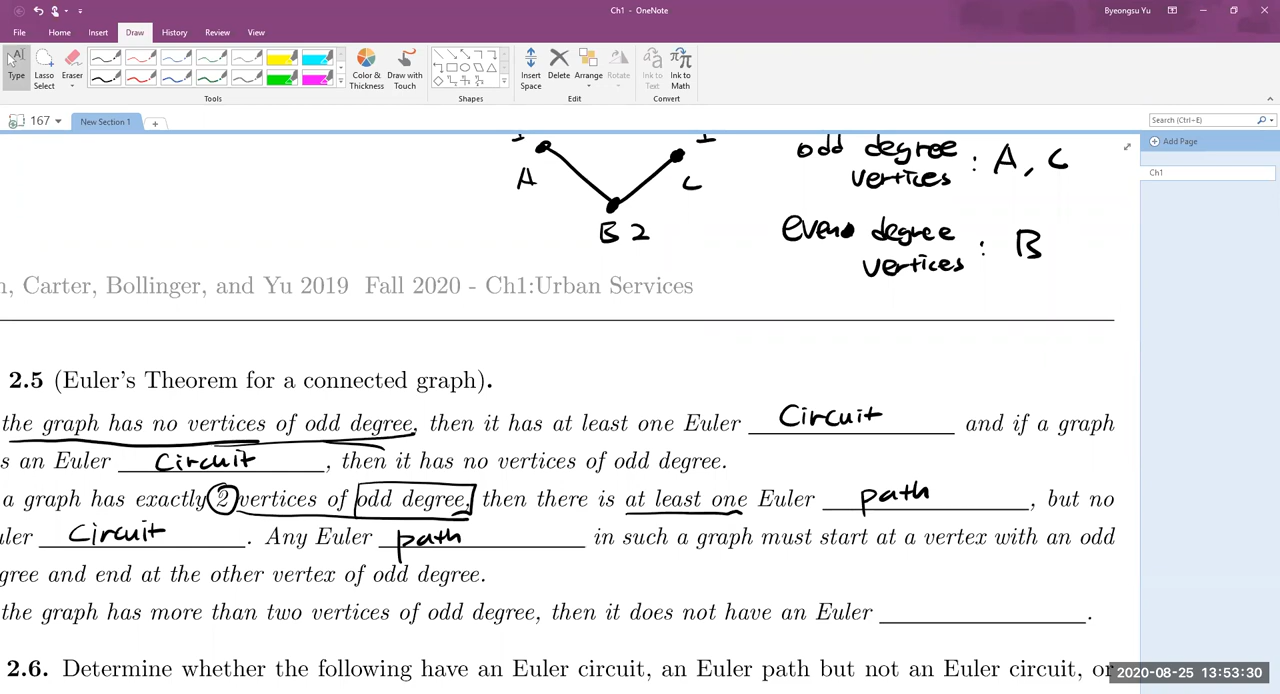 Ch1 - OneNote
Byeongsu Yu
File Home Insert Draw History Review View
Type
Lasso Select
Eraser
Color & Thickness
Draw with Touch
Insert Space
Delete
Arrange
Rotate
Ink to Text
Ink to Math
Tools
Shapes
Edit
Convert
167
New Section 1
Search (Ctrl+E)
Add Page
Ch1
odd degree
vertices : A, C
A
C
B 2
even degree
vertices : B
n, Carter, Bollinger, and Yu 2019 Fall 2020 - Ch1:Urban Services
2.5 (Euler's Theorem for a connected graph).
the graph has no vertices of odd degree, then it has at least one Euler Circuit and if a graph
s an Euler Circuit, then it has no vertices of odd degree.
a graph has exactly 2 vertices of odd degree, then there is at least one Euler path, but no
uler Circuit. Any Euler path in such a graph must start at a vertex with an odd
gree and end at the other vertex of odd degree.
the graph has more than two vertices of odd degree, then it does not have an Euler ____________.
2.6. Determine whether the following have an Euler circuit, an Euler path but not an Euler circuit, or
2020-08-25 13:53:30